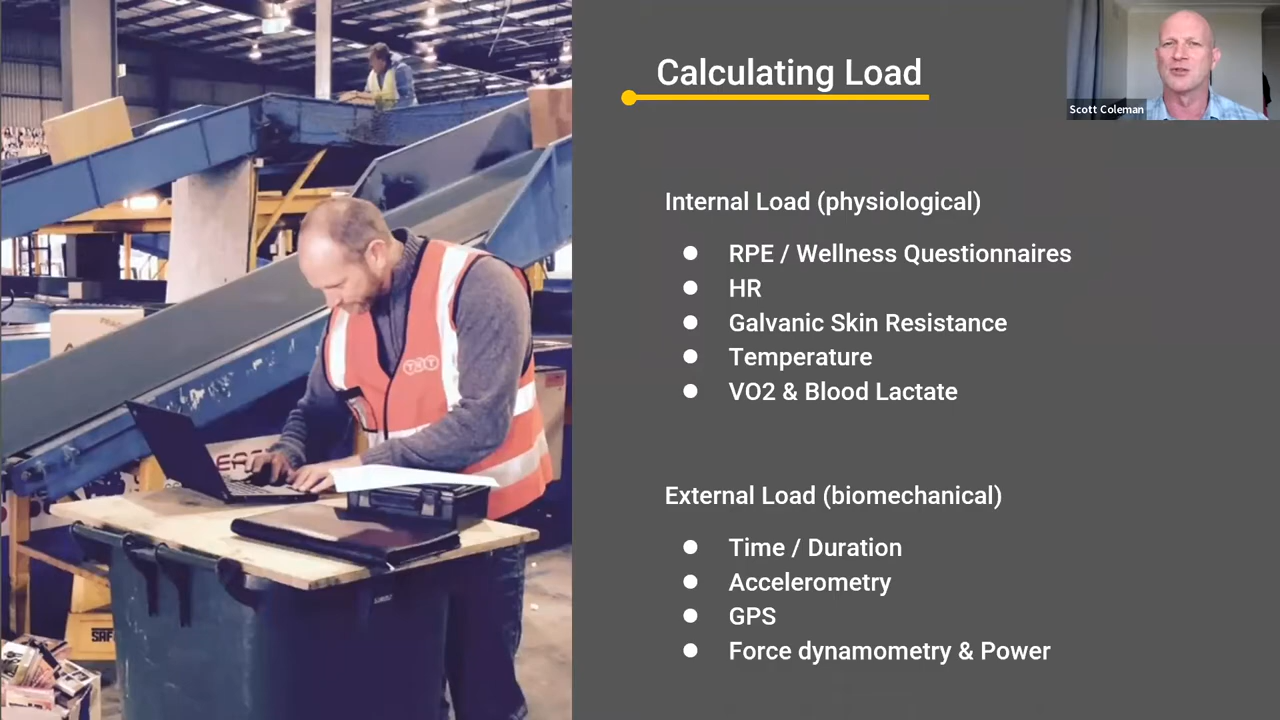 Calculating Load
Scott Coleman
Internal Load (physiological)
● RPE / Wellness Questionnaires
● HR
● Galvanic Skin Resistance
● Temperature
● VO2 & Blood Lactate
External Load (biomechanical)
● Time / Duration
● Accelerometry
● GPS
● Force dynamometry & Power
TNT